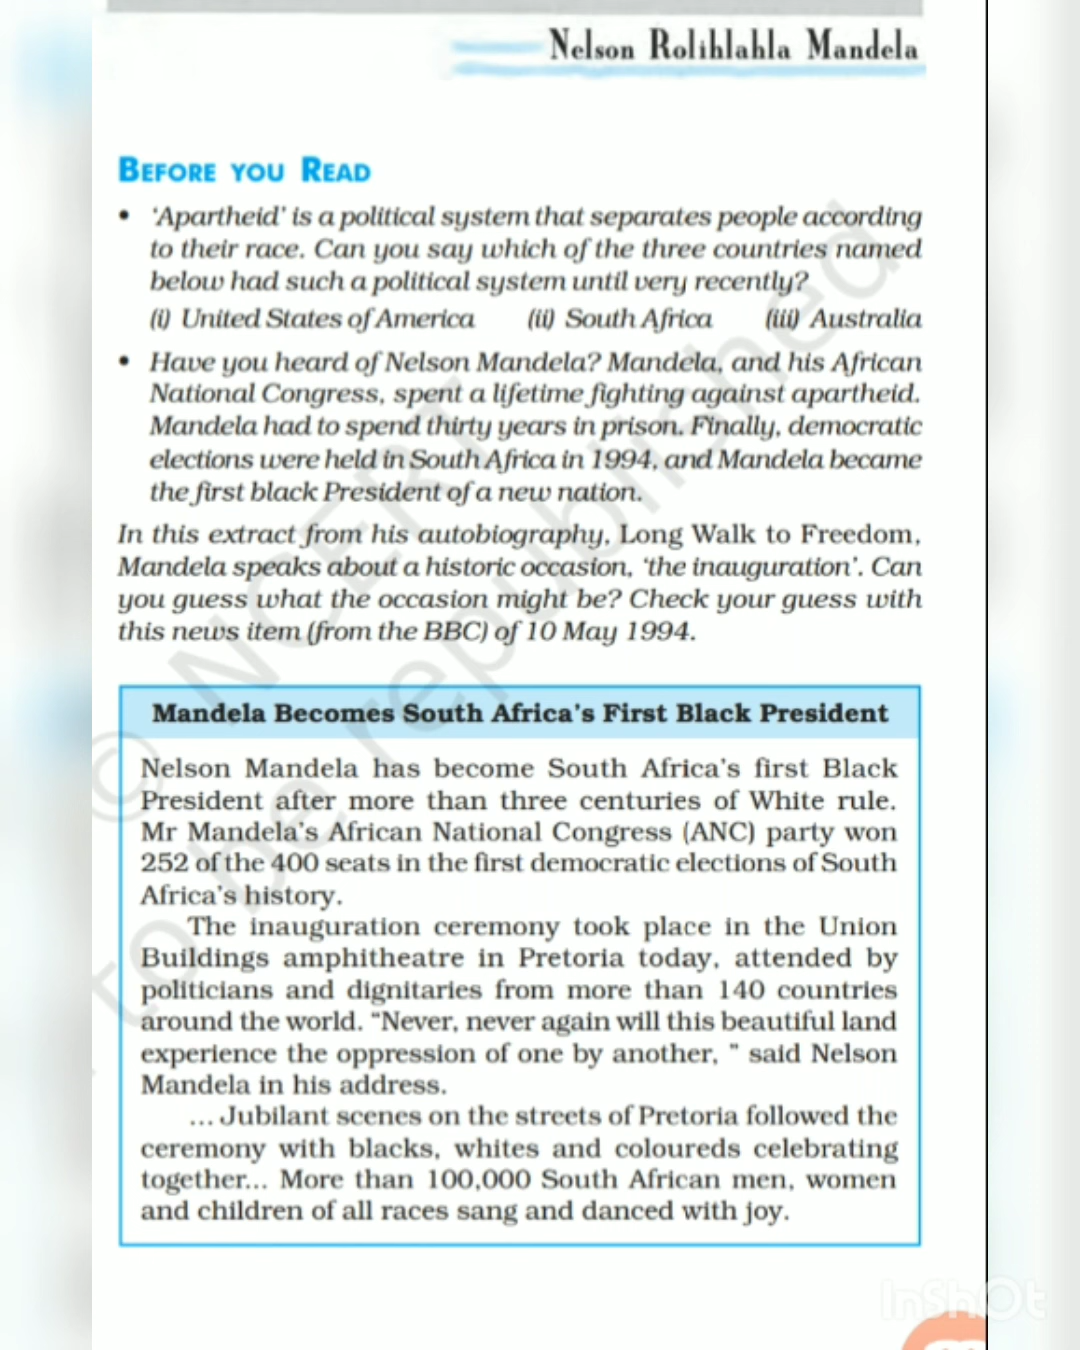 Nelson Rolihlahla Mandela
BEFORE YOU READ
• 'Apartheid' is a political system that separates people according
to their race. Can you say which of the three countries named
below had such a political system until very recently?
(i) United States of America (ii) South Africa (iii) Australia
• Have you heard of Nelson Mandela? Mandela, and his African
National Congress, spent a lifetime fighting against apartheid.
Mandela had to spend thirty years in prison. Finally, democratic
elections were held in South Africa in 1994, and Mandela became
the first black President of a new nation.
In this extract from his autobiography, Long Walk to Freedom,
Mandela speaks about a historic occasion, 'the inauguration'. Can
you guess what the occasion might be? Check your guess with
this news item (from the BBC) of 10 May 1994.
Mandela Becomes South Africa's First Black President
Nelson Mandela has become South Africa's first Black
President after more than three centuries of White rule.
Mr Mandela's African National Congress (ANC) party won
252 of the 400 seats in the first democratic elections of South
Africa's history.
The inauguration ceremony took place in the Union
Buildings amphitheatre in Pretoria today, attended by
politicians and dignitaries from more than 140 countries
around the world. "Never, never again will this beautiful land
experience the oppression of one by another, " said Nelson
Mandela in his address.
... Jubilant scenes on the streets of Pretoria followed the
ceremony with blacks, whites and coloureds celebrating
together... More than 100,000 South African men, women
and children of all races sang and danced with joy.
© NCERT
to be republished
InShOt